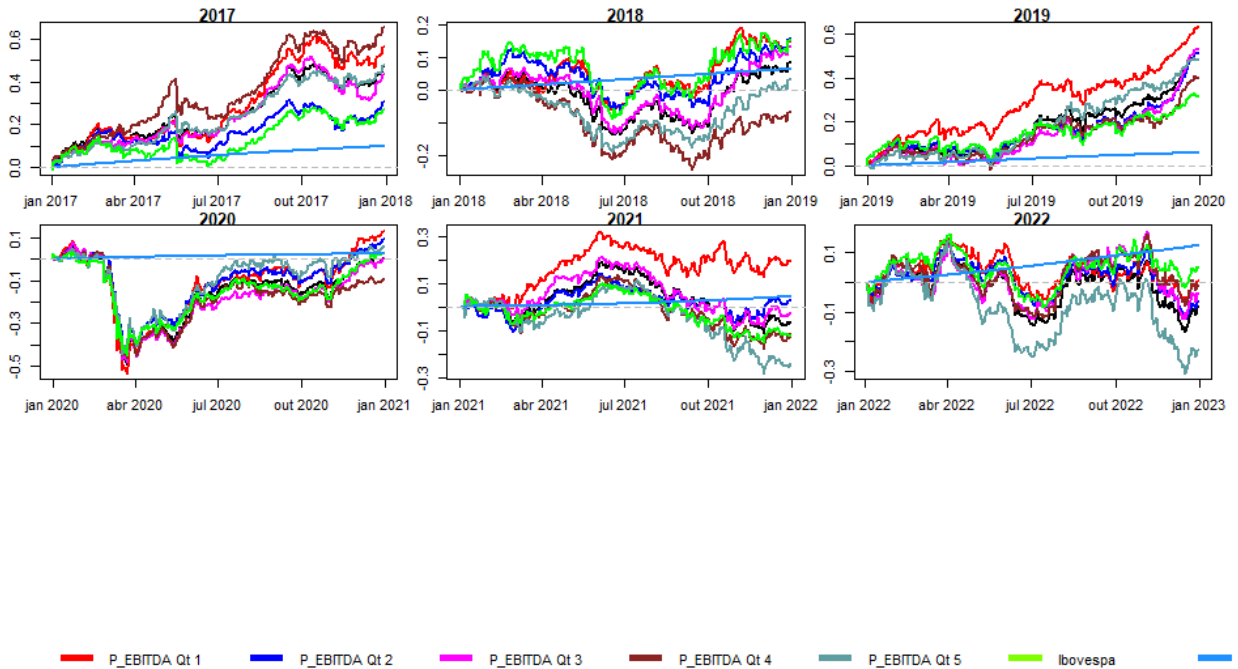 2017 2018 2019
0.6 0.4 0.2 0.0
0.2 0.1 0.0 -0.2
0.6 0.4 0.2 0.0
jan 2017 abr 2017 jul 2017 out 2017 jan 2018
jan 2018 abr 2018 jul 2018 out 2018 jan 2019
jan 2019 abr 2019 jul 2019 out 2019 jan 2020
2020 2021 2022
0.1 -0.1 -0.3 -0.5
0.3 0.1 -0.1 -0.3
0.1 -0.1 -0.3
jan 2020 abr 2020 jul 2020 out 2020 jan 2021
jan 2021 abr 2021 jul 2021 out 2021 jan 2022
jan 2022 abr 2022 jul 2022 out 2022 jan 2023
P_EBITDA Qt 1 P_EBITDA Qt 2 P_EBITDA Qt 3 P_EBITDA Qt 4 P_EBITDA Qt 5 Ibovespa